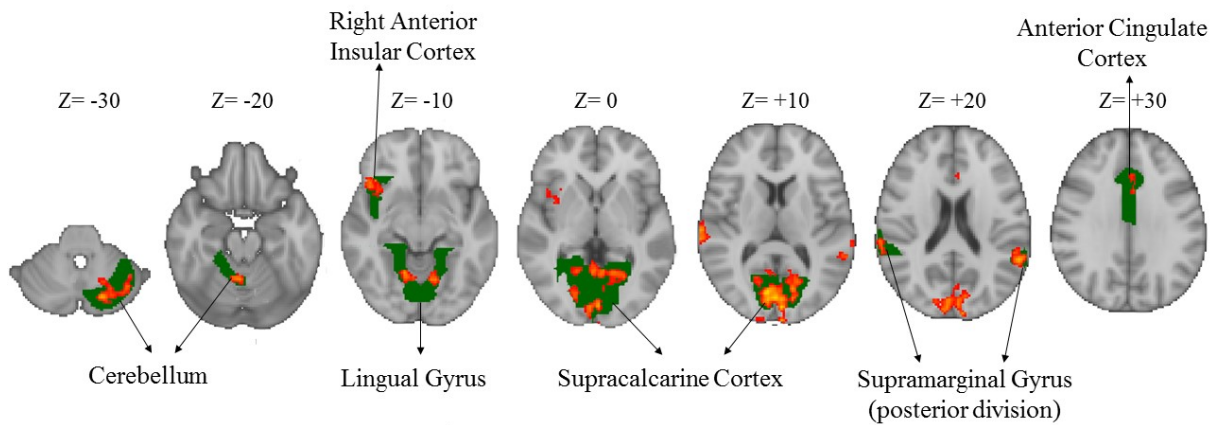 Right Anterior
Insular Cortex
Anterior Cingulate
Cortex
Z= -30
Z= -20
Z= -10
Z= 0
Z= +10
Z= +20
Z= +30
Cerebellum
Lingual Gyrus
Supracalcarine Cortex
Supramarginal Gyrus
(posterior division)